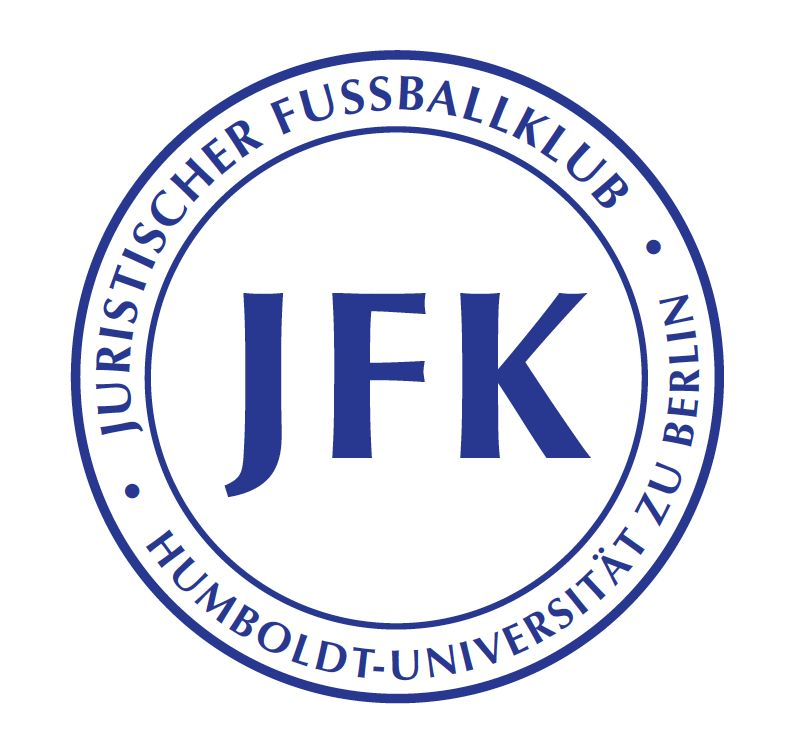 JURISTISCHER FUSSBALLKLUB
JFK
HUMBOLDT-UNIVERSITÄT ZU BERLIN